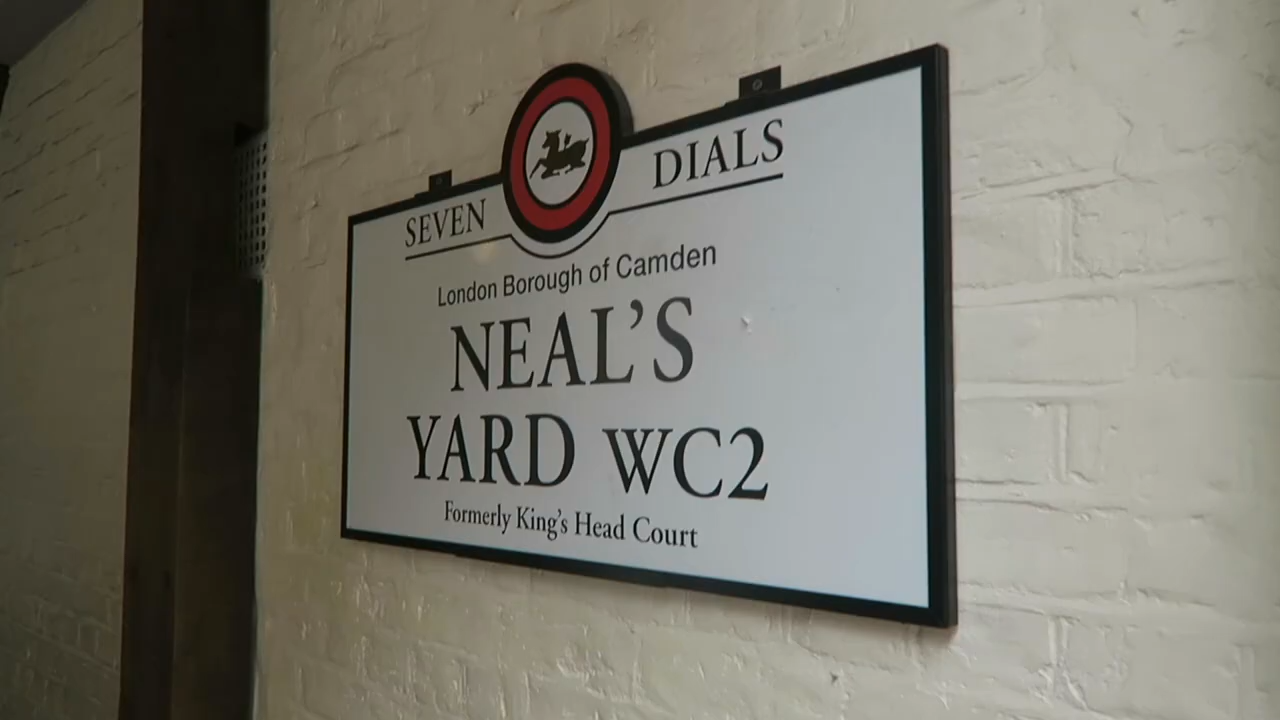 SEVEN DIALS
London Borough of Camden
NEAL'S
YARD WC2
Formerly King's Head Court